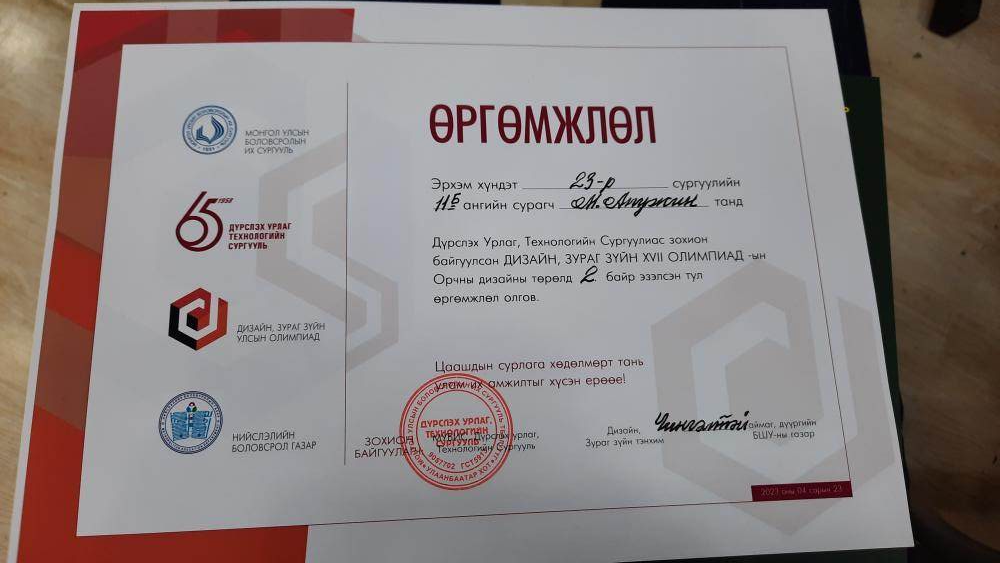 МОНГОЛ УЛСЫН
БОЛОВСРОЛЫН
ИХ СУРГУУЛЬ
65 1958
ДҮРСЛЭХ УРЛАГ
ТЕХНОЛОГИЙН
СУРГУУЛЬ
ДИЗАЙН, ЗУРАГ ЗҮЙН
УЛСЫН ОЛИМПИАД
НИЙСЛЭЛИЙН
БОЛОВСРОЛ ГАЗАР
ӨРГӨМЖЛӨЛ
Эрхэм хүндэт 23-р сургуулийн
11Б ангийн сурагч танд
Дүрслэх Урлаг, Технологийн Сургуулиас зохион
байгуулсан ДИЗАЙН, ЗУРАГ ЗҮЙН XVII ОЛИМПИАД -ын
Орчны дизайны төрөлд 2. байр эзэлсэн тул
өргөмжлөл олгов.
Цаашдын сурлага хөдөлмөрт тань
улам их амжилтыг хүсэн ерөөе!
ЗОХИОН
БАЙГУУЛАГЧ
Дүрслэх урлаг,
Технологийн Сургууль
ДҮРСЛЭХ УРЛАГ,
ТЕХНОЛОГИЙН
СУРГУУЛЬ
Дизайн,
Зураг зүйн тэнхим
аймаг, дүүргийн
БШУ-ны газар
2023 оны 04 сарын 23